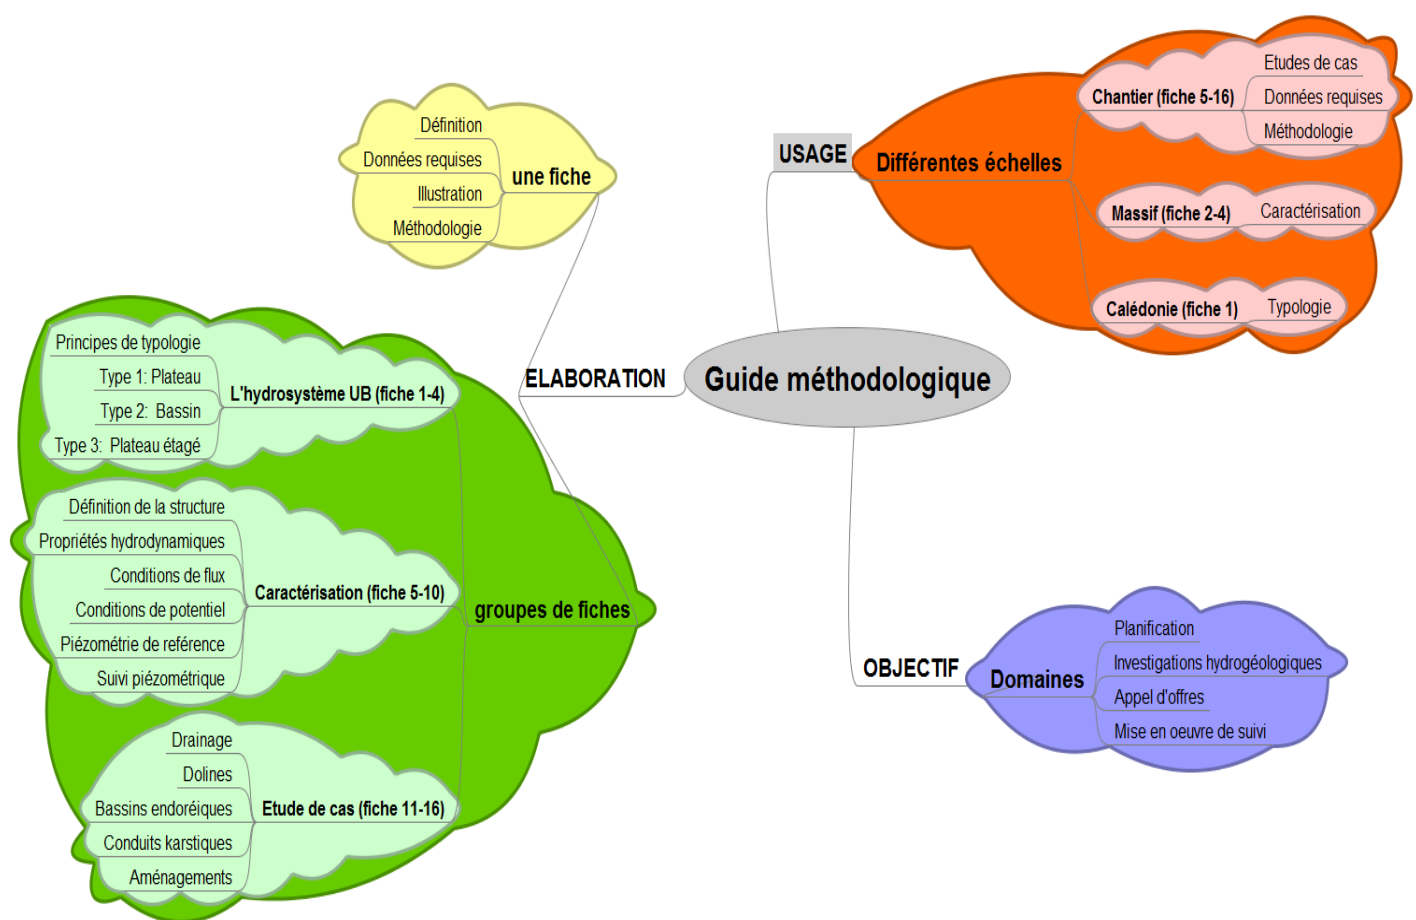 Guide méthodologique
USAGE
Différentes échelles
Chantier (fiche 5-16)
Etudes de cas
Données requises
Méthodologie
Massif (fiche 2-4)
Caractérisation
Calédonie (fiche 1)
Typologie
ELABORATION
une fiche
Définition
Données requises
Illustration
Méthodologie
groupes de fiches
L'hydrosystème UB (fiche 1-4)
Principes de typologie
Type 1: Plateau
Type 2: Bassin
Type 3: Plateau étagé
Caractérisation (fiche 5-10)
Définition de la structure
Propriétés hydrodynamiques
Conditions de flux
Conditions de potentiel
Piézométrie de reférence
Suivi piézométrique
Etude de cas (fiche 11-16)
Drainage
Dolines
Bassins endoréiques
Conduits karstiques
Aménagements
OBJECTIF
Domaines
Planification
Investigations hydrogéologiques
Appel d'offres
Mise en oeuvre de suivi